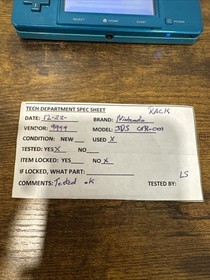 TECH DEPARTMENT SPEC SHEET
DATE: 12-22- BRAND: Nintendo
VENDOR: 9999 MODEL: 3DS CTR-001
CONDITION: NEW USED X
TESTED: YES X NO
ITEM LOCKED: YES NO X
IF LOCKED, WHAT PART:
COMMENTS: Tested ok TESTED BY: LS